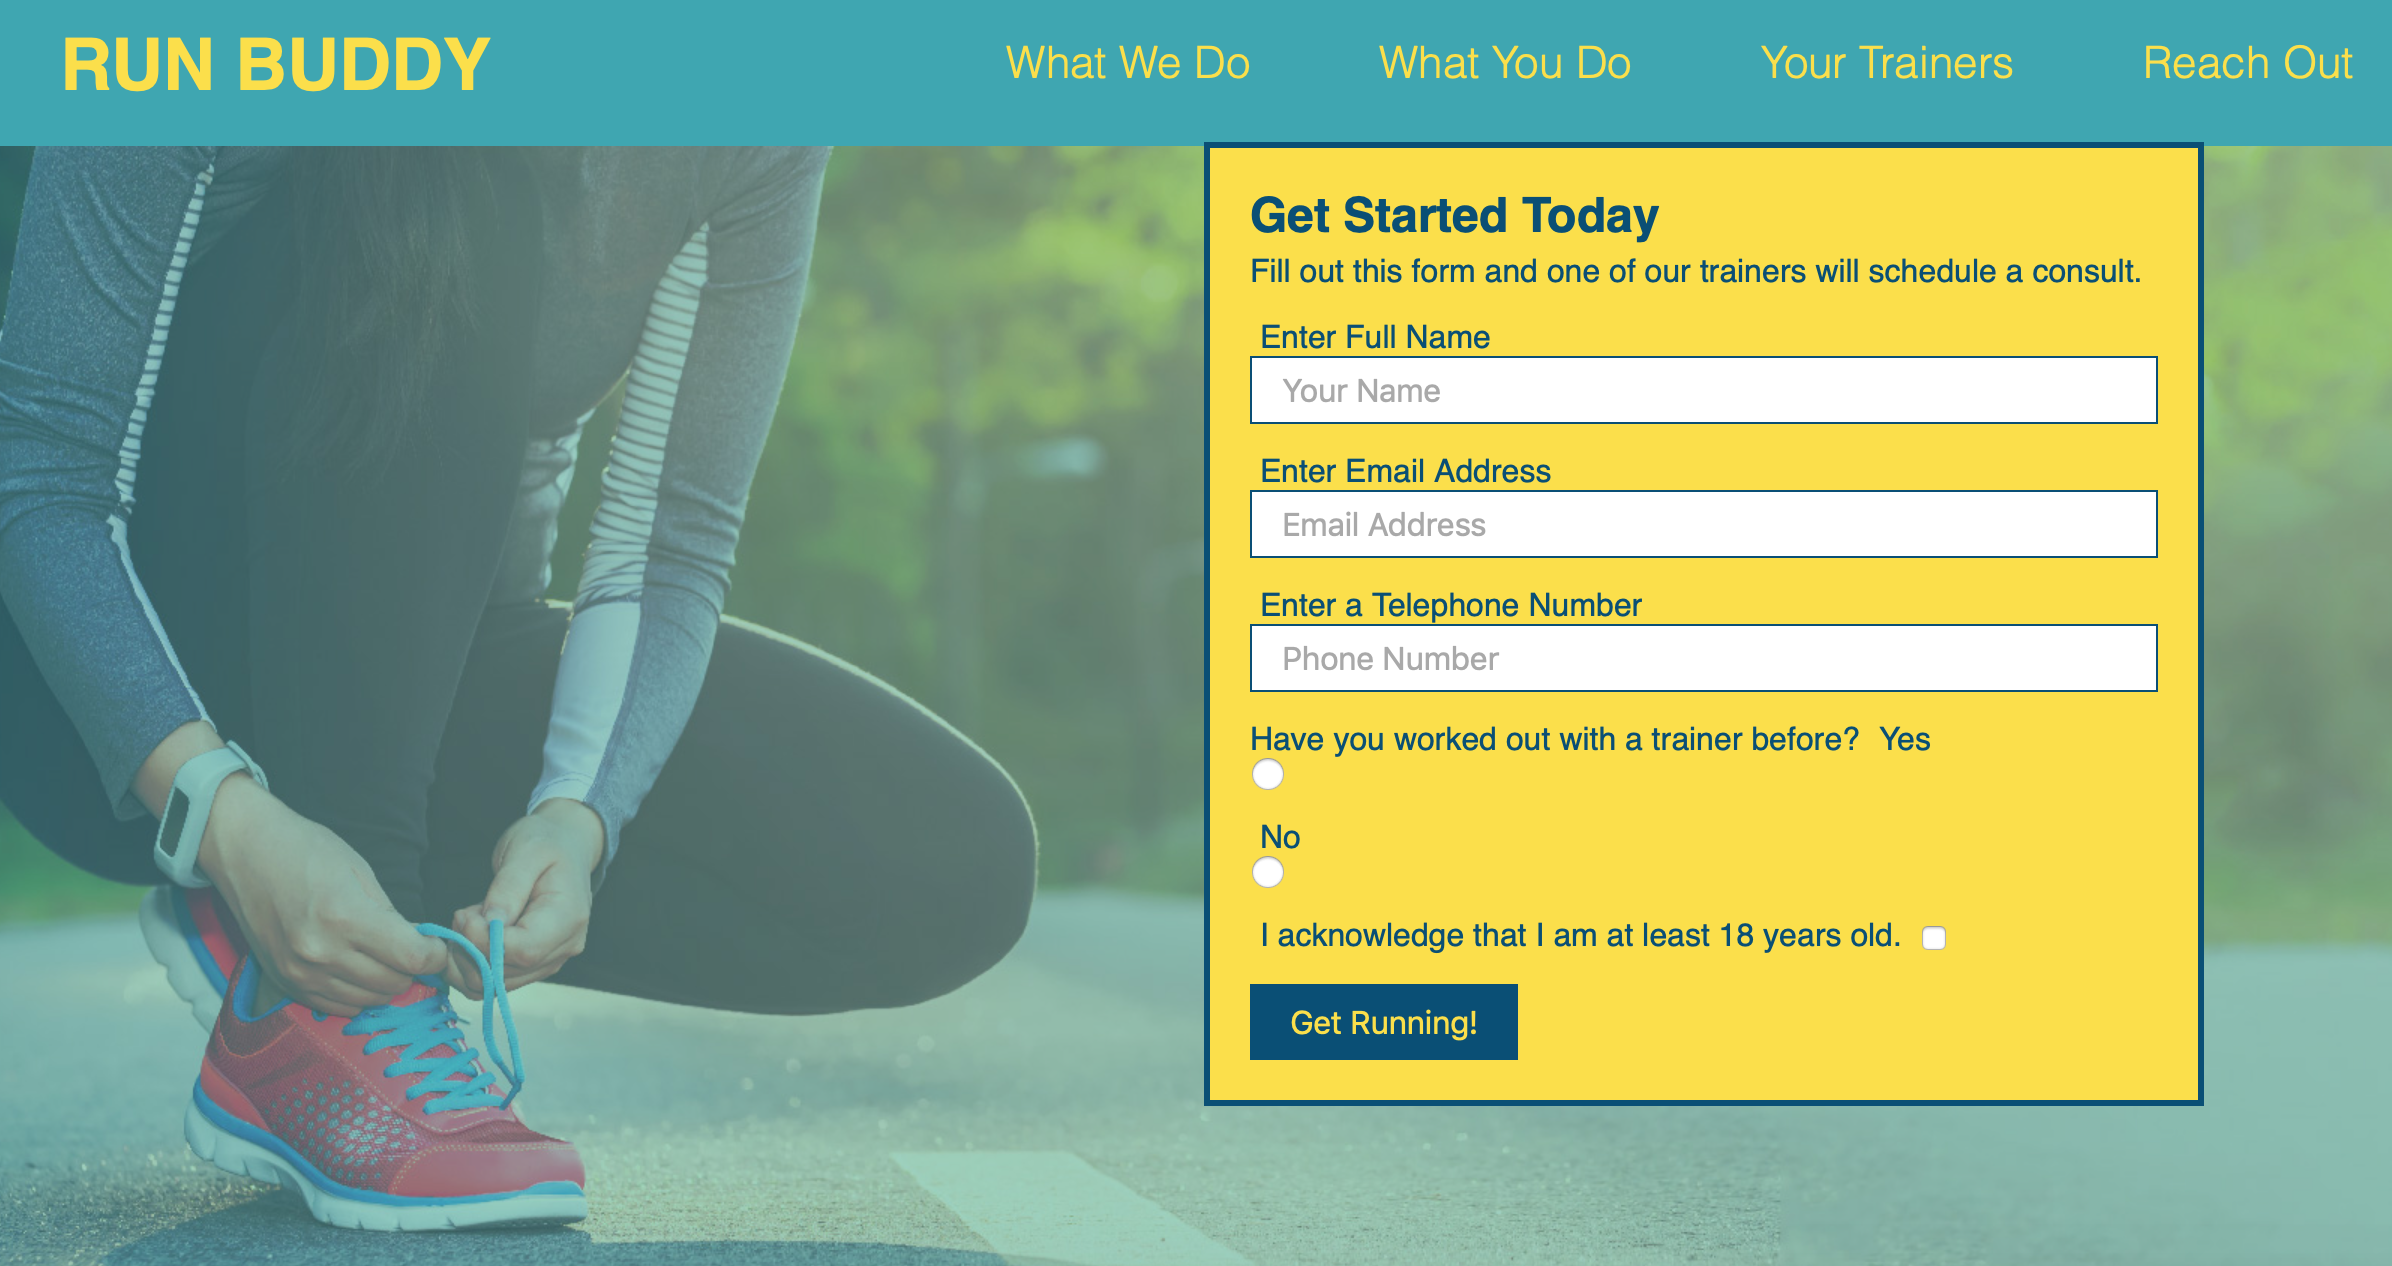 RUN BUDDY
What We Do
What You Do
Your Trainers
Reach Out
Get Started Today
Fill out this form and one of our trainers will schedule a consult.
Enter Full Name
Your Name
Enter Email Address
Email Address
Enter a Telephone Number
Phone Number
Have you worked out with a trainer before? Yes
No
I acknowledge that I am at least 18 years old.
Get Running!